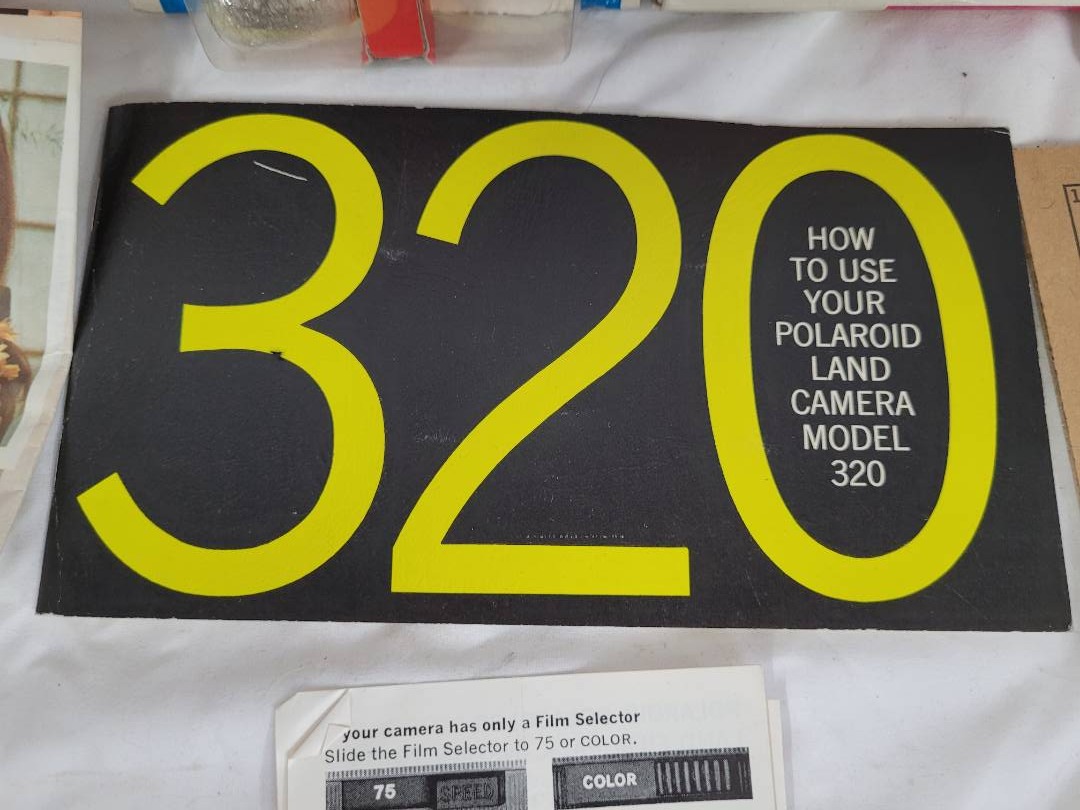 320
HOW
TO USE
YOUR
POLAROID
LAND
CAMERA
MODEL
320
your camera has only a Film Selector
Slide the Film Selector to 75 or COLOR.
75 SPEED COLOR